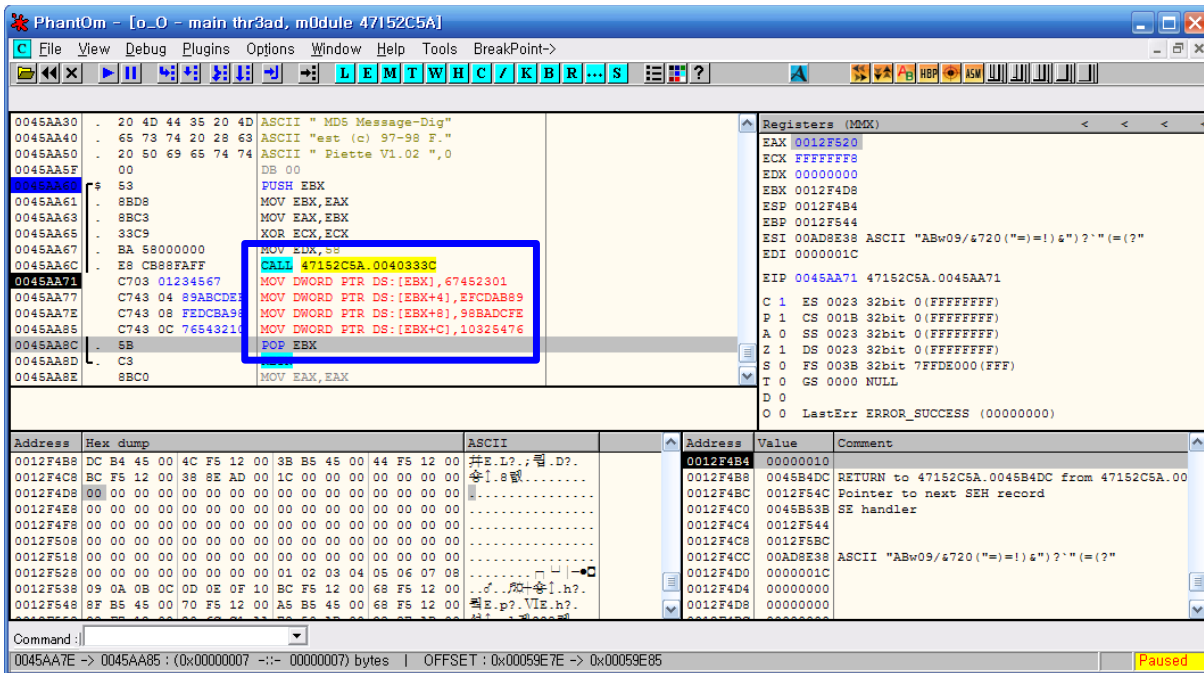 PhantOm - [o_O - main thr3ad, m0dule 47152C5A]
C File View Debug Plugins Options Window Help Tools BreakPoint->
L E M T W H C / K B R ... S ? A AB HBP ASM
0045AA30 . 20 4D 44 35 20 4D ASCII " MD5 Message-Dig"
0045AA40 . 65 73 74 20 28 63 ASCII "est (c) 97-98 F."
0045AA50 . 20 50 69 65 74 74 ASCII " Piette V1.02 ",0
0045AA5F 00 DB 00
0045AA60 $ 53 PUSH EBX
0045AA61 . 8BD8 MOV EBX,EAX
0045AA63 . 8BC3 MOV EAX,EBX
0045AA65 . 33C9 XOR ECX,ECX
0045AA67 . BA 58000000 MOV EDX,58
0045AA6C . E8 CB88FAFF CALL 47152C5A.0040333C
0045AA71 C703 01234567 MOV DWORD PTR DS:[EBX],67452301
0045AA77 C743 04 89ABCDEF MOV DWORD PTR DS:[EBX+4],EFCDAB89
0045AA7E C743 08 FEDCBA98 MOV DWORD PTR DS:[EBX+8],98BADCFE
0045AA85 C743 0C 76543210 MOV DWORD PTR DS:[EBX+C],10325476
0045AA8C . 5B POP EBX
0045AA8D . C3
0045AA8E 8BC0 MOV EAX,EAX
Registers (MMX) < < < <
EAX 0012F520
ECX FFFFFFF8
EDX 00000000
EBX 0012F4D8
ESP 0012F4B4
EBP 0012F544
ESI 00AD8E38 ASCII "ABw09/&720("=)=!)&")?`"(=(?"
EDI 0000001C
EIP 0045AA71 47152C5A.0045AA71
C 1 ES 0023 32bit 0(FFFFFFFF)
P 1 CS 001B 32bit 0(FFFFFFFF)
A 0 SS 0023 32bit 0(FFFFFFFF)
Z 1 DS 0023 32bit 0(FFFFFFFF)
S 0 FS 003B 32bit 7FFDE000(FFF)
T 0 GS 0000 NULL
D 0
O 0 LastErr ERROR_SUCCESS (00000000)
Address Hex dump ASCII
0012F4B8 DC B4 45 00 4C F5 12 00 3B B5 45 00 44 F5 12 00
0012F4C8 BC F5 12 00 38 8E AD 00 1C 00 00 00 00 00 00 00
0012F4D8 00 00 00 00 00 00 00 00 00 00 00 00 00 00 00 00 ................
0012F4E8 00 00 00 00 00 00 00 00 00 00 00 00 00 00 00 00 ................
0012F4F8 00 00 00 00 00 00 00 00 00 00 00 00 00 00 00 00 ................
0012F508 00 00 00 00 00 00 00 00 00 00 00 00 00 00 00 00 ................
0012F518 00 00 00 00 00 00 00 00 00 00 00 00 00 00 00 00 ................
0012F528 00 00 00 00 00 00 00 00 01 02 03 04 05 06 07 08
0012F538 09 0A 0B 0C 0D 0E 0F 10 BC F5 12 00 68 F5 12 00
0012F548 8F B5 45 00 70 F5 12 00 A5 B5 45 00 68 F5 12 00
Address Value Comment
0012F4B4 00000010
0012F4B8 0045B4DC RETURN to 47152C5A.0045B4DC from 47152C5A.00
0012F4BC 0012F54C Pointer to next SEH record
0012F4C0 0045B53B SE handler
0012F4C4 0012F544
0012F4C8 0012F5BC
0012F4CC 00AD8E38 ASCII "ABw09/&720("=)=!)&")?`"(=(?"
0012F4D0 0000001C
0012F4D4 00000000
0012F4D8 00000000
Command :
0045AA7E -> 0045AA85 : (0x00000007 -::- 00000007) bytes | OFFSET : 0x00059E7E -> 0x00059E85
Paused